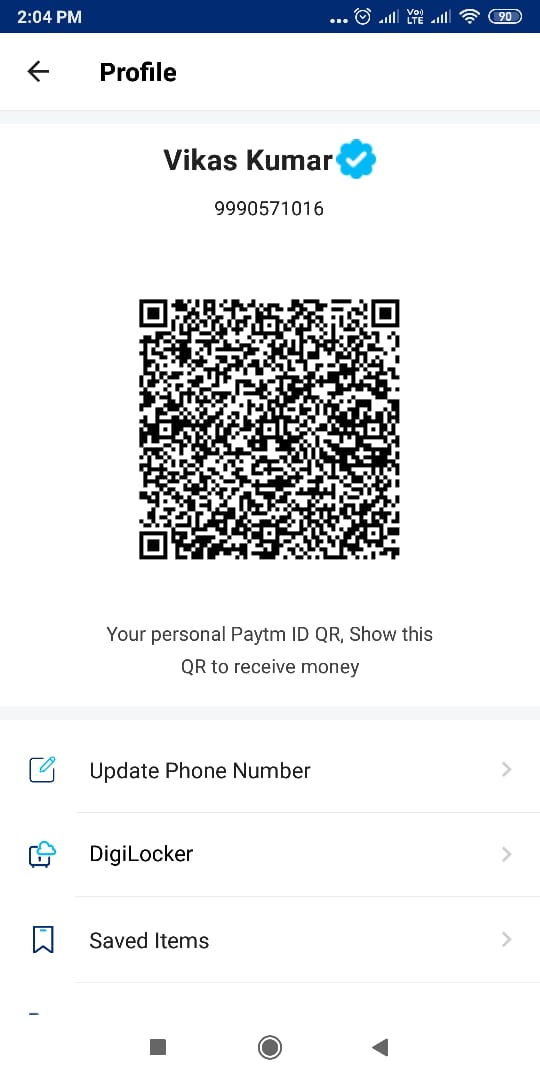 2:04 PM
Vo))
LTE
90
Profile
Vikas Kumar
9990571016
Your personal Paytm ID QR, Show this
QR to receive money
Update Phone Number
DigiLocker
Saved Items